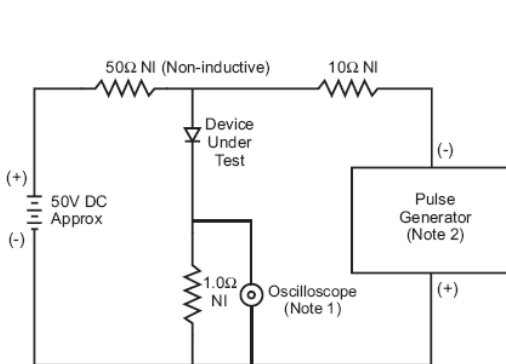 50Ω NI (Non-inductive)
10Ω NI
Device
Under
Test
(+)
50V DC
Approx
(-)
(-)
Pulse
Generator
(Note 2)
(+)
1.0Ω
NI
Oscilloscope
(Note 1)